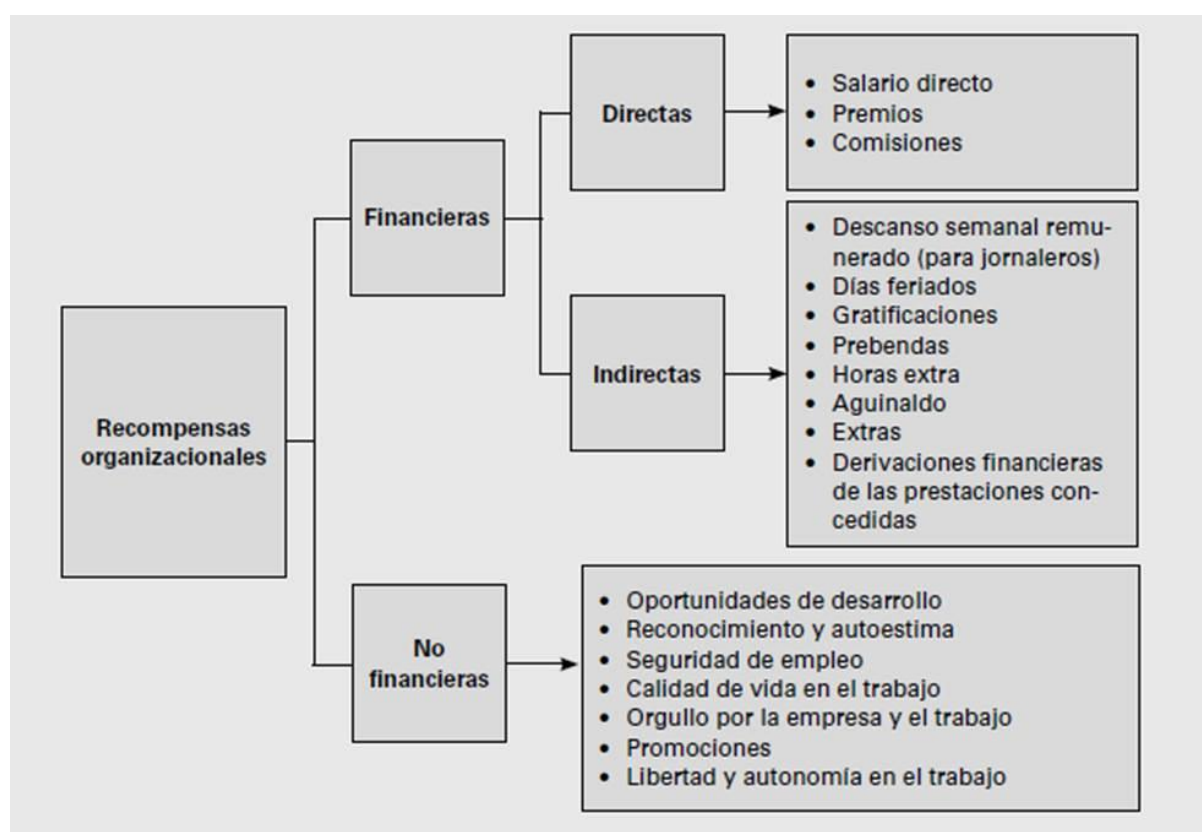 Recompensas
organizacionales
Financieras
Directas
• Salario directo
• Premios
• Comisiones
Indirectas
• Descanso semanal remu-
nerado (para jornaleros)
• Días feriados
• Gratificaciones
• Prebendas
• Horas extra
• Aguinaldo
• Extras
• Derivaciones financieras
de las prestaciones con-
cedidas
No
financieras
• Oportunidades de desarrollo
• Reconocimiento y autoestima
• Seguridad de empleo
• Calidad de vida en el trabajo
• Orgullo por la empresa y el trabajo
• Promociones
• Libertad y autonomía en el trabajo